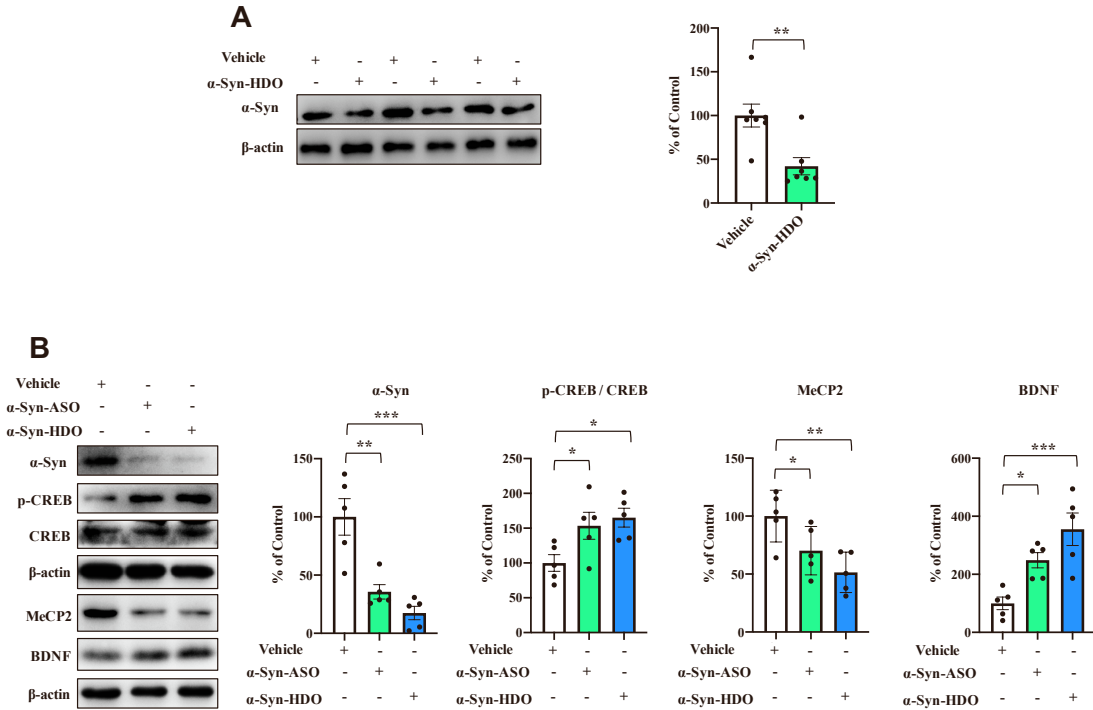 A
Vehicle + - + - + -
α-Syn-HDO - + - + - +
α-Syn
β-actin
% of Control
200
150
100
50
0
**
Vehicle
α-Syn-HDO
B
Vehicle + - -
α-Syn-ASO - + -
α-Syn-HDO - - +
α-Syn
p-CREB
CREB
β-actin
MeCP2
BDNF
β-actin
α-Syn
***
**
% of Control
150
100
50
0
Vehicle + - -
α-Syn-ASO - + -
α-Syn-HDO - - +
p-CREB / CREB
*
*
% of Control
250
200
150
100
50
0
Vehicle + - -
α-Syn-ASO - + -
α-Syn-HDO - - +
MeCP2
**
*
% of Control
150
100
50
0
Vehicle + - -
α-Syn-ASO - + -
α-Syn-HDO - - +
BDNF
***
*
% of Control
600
400
200
0
Vehicle + - -
α-Syn-ASO - + -
α-Syn-HDO - - +